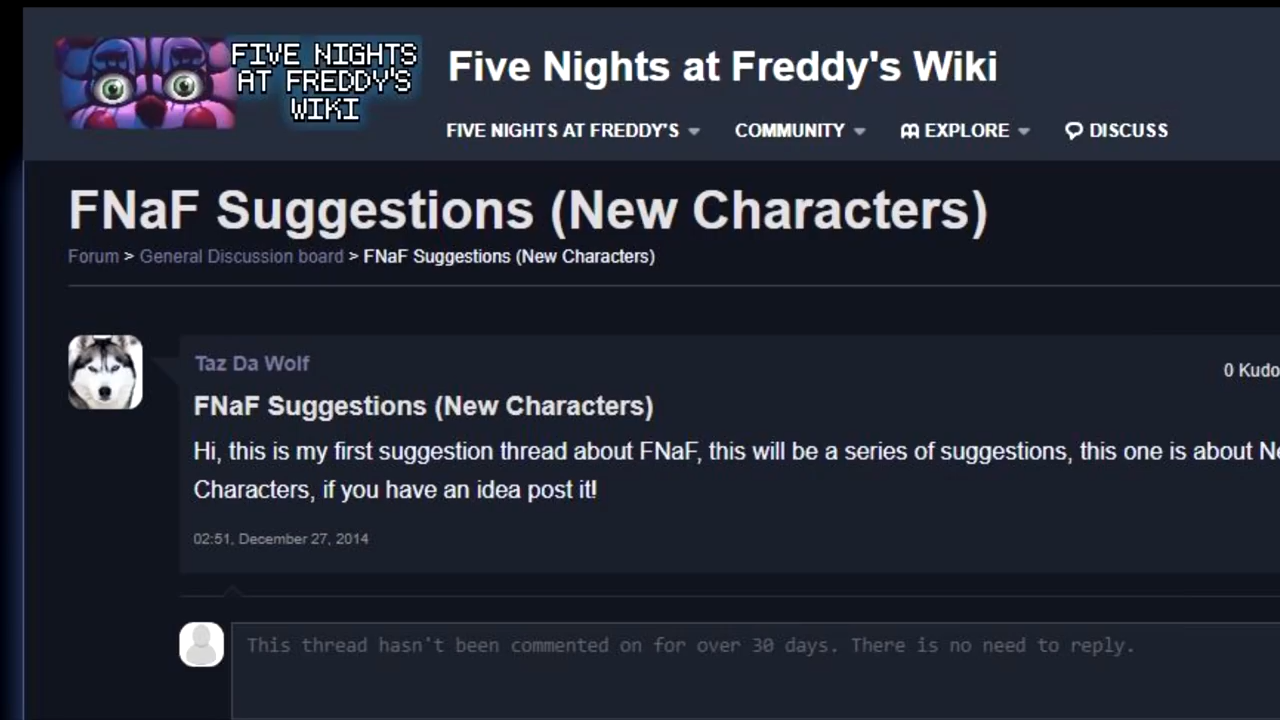 FIVE NIGHTS
AT FREDDY'S
WIKI
Five Nights at Freddy's Wiki
FIVE NIGHTS AT FREDDY'S COMMUNITY EXPLORE DISCUSS
FNaF Suggestions (New Characters)
Forum > General Discussion board > FNaF Suggestions (New Characters)
Taz Da Wolf
0 Kudo
FNaF Suggestions (New Characters)
Hi, this is my first suggestion thread about FNaF, this will be a series of suggestions, this one is about Ne
Characters, if you have an idea post it!
02:51, December 27, 2014
This thread hasn't been commented on for over 30 days. There is no need to reply.